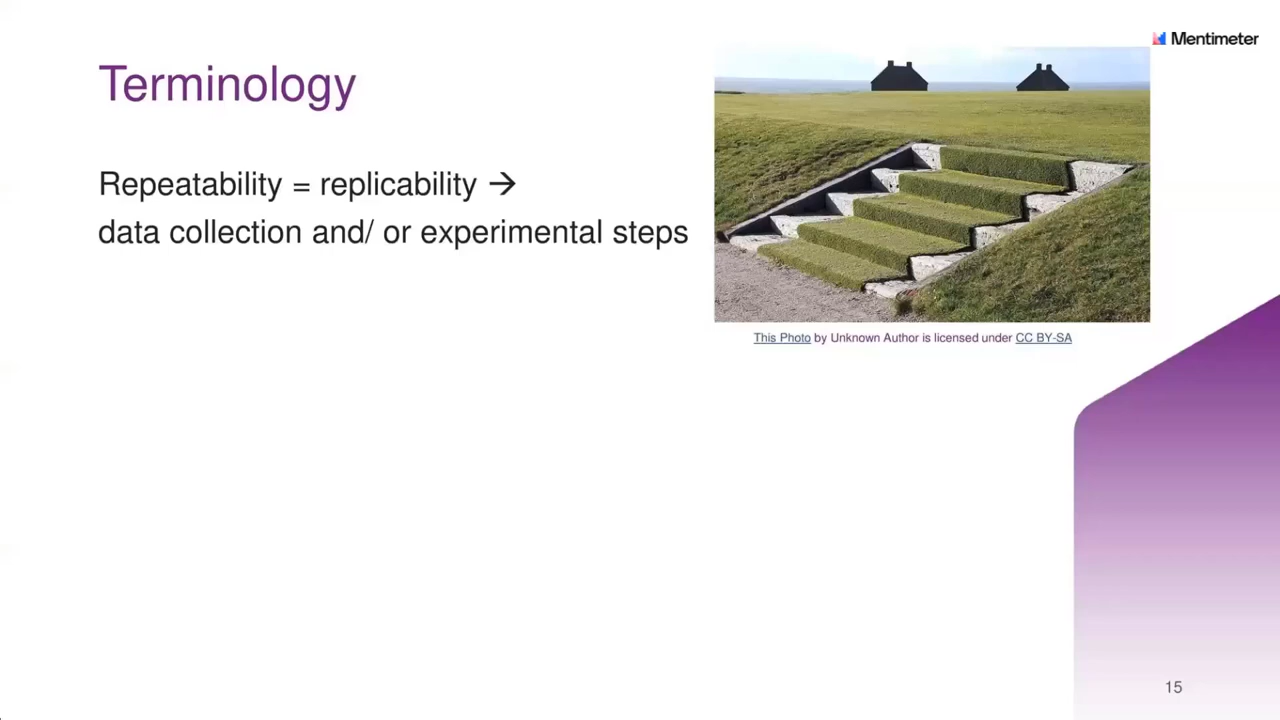 Mentimeter
Terminology
Repeatability = replicability →
data collection and/ or experimental steps
This Photo by Unknown Author is licensed under CC BY-SA
15